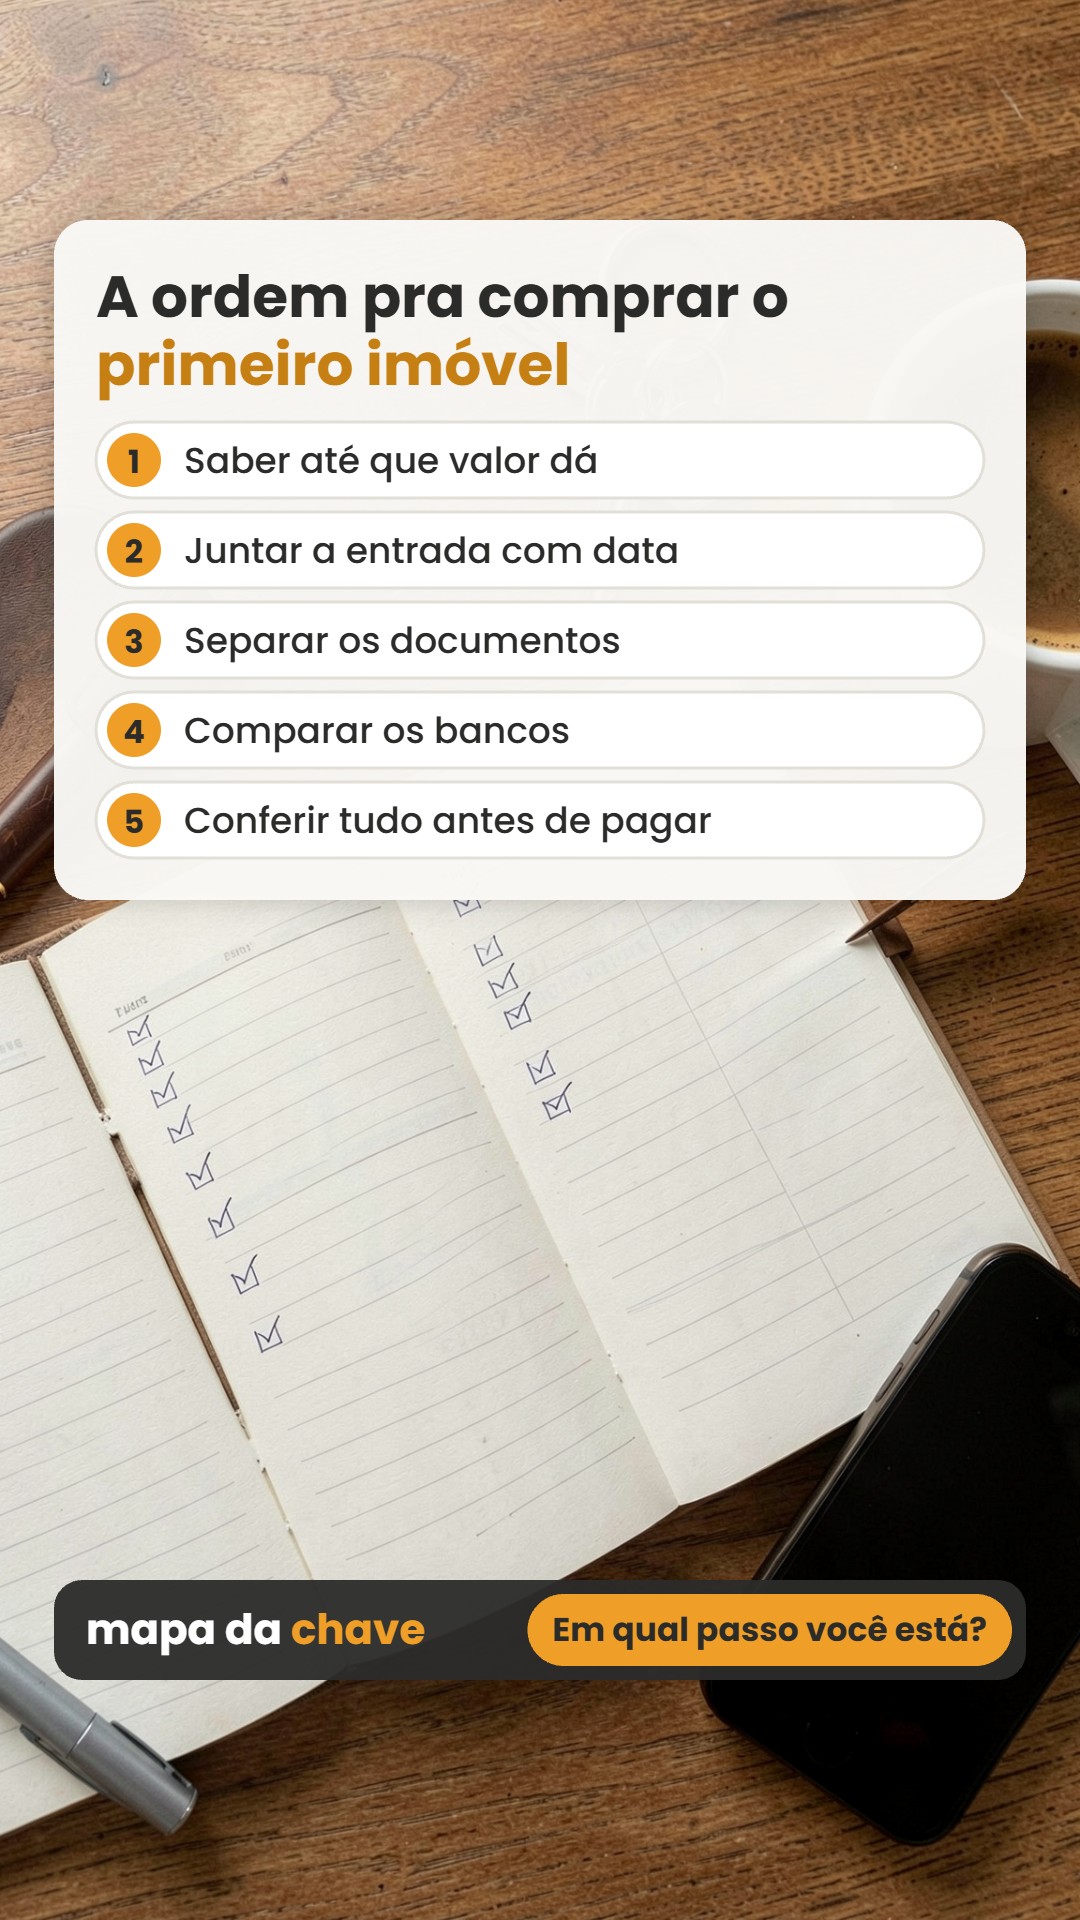 A ordem pra comprar o
primeiro imóvel
1 Saber até que valor dá
2 Juntar a entrada com data
3 Separar os documentos
4 Comparar os bancos
5 Conferir tudo antes de pagar
mapa da chave
Em qual passo você está?